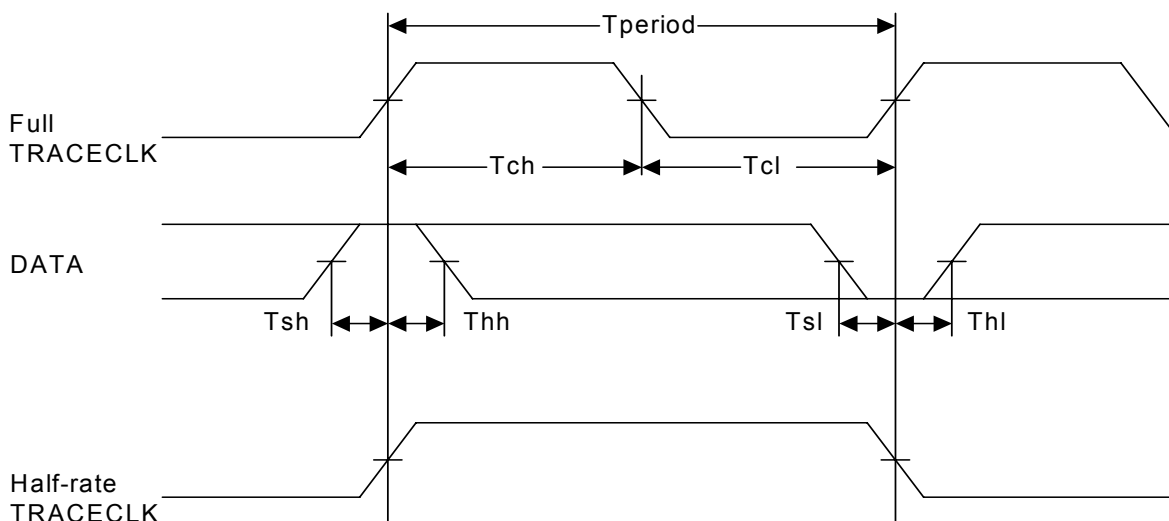 Tperiod
Full
TRACECLK
Tch
Tcl
DATA
Tsh
Thh
Tsl
Thl
Half-rate
TRACECLK